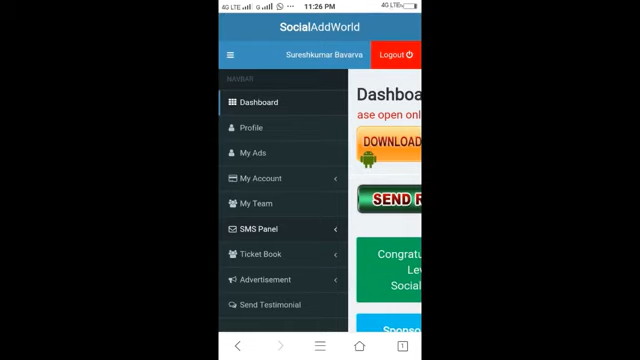 4G LTE G 11:26 PM 4G LTE
SocialAddWorld
Sureshkumar Bavarva Logout
NAVBAR
Dashboard
Profile
My Ads
My Account
My Team
SMS Panel
Ticket Book
Advertisement
Send Testimonial
Dashboa
ase open onl
DOWNLOAD
SEND R
Congratu
Lev
Social
Sponso
1